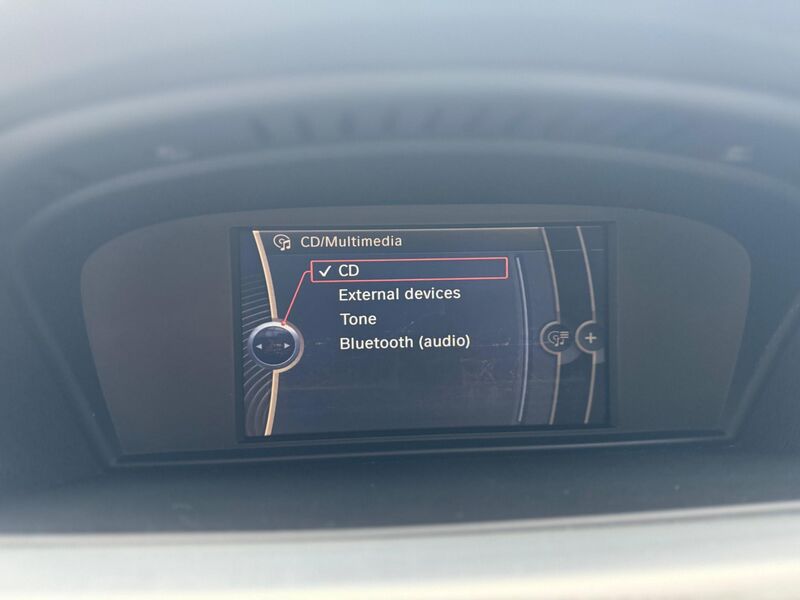 CD/Multimedia
CD
External devices
Tone
Bluetooth (audio)